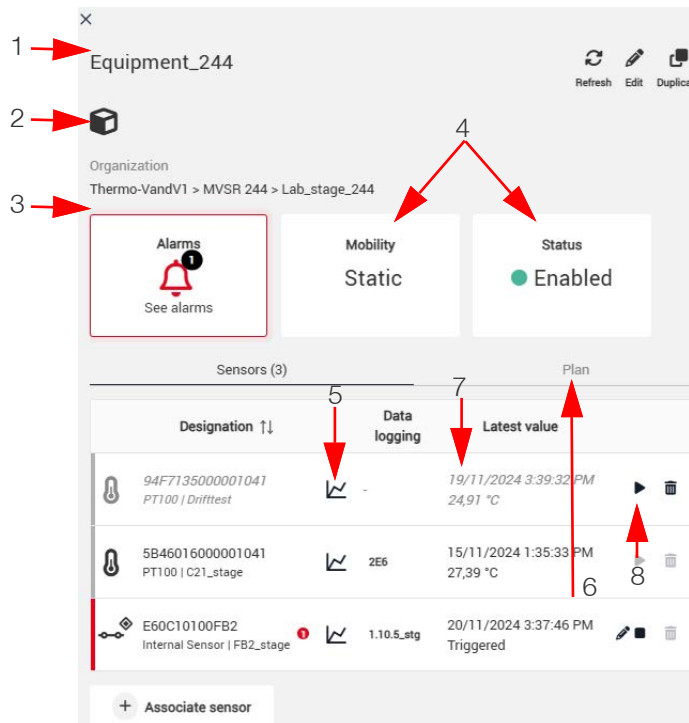 ×
1
Equipment_244
Refresh Edit Duplica
2
4
Organization
Thermo-VandV1 > MVSR 244 > Lab_stage_244
3
Alarms
1
See alarms
Mobility
Static
Status
Enabled
Sensors (3)
Plan
5
7
Designation ↑↓ Data logging Latest value
94F7135000001041
PT100 | Drifttest
-
19/11/2024 3:39:32 PM
24,91 °C
5B46016000001041
PT100 | C21_stage
2E6
15/11/2024 1:35:33 PM
27,39 °C
6
8
E60C10100FB2
Internal Sensor | FB2_stage
1
1.10.5_stg
20/11/2024 3:37:46 PM
Triggered
+ Associate sensor